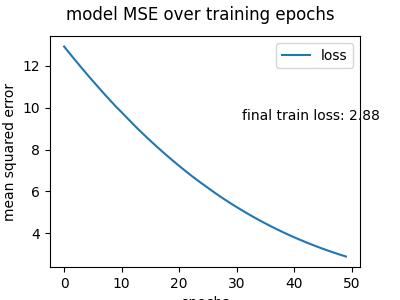 model MSE over training epochs
loss
final train loss: 2.88
mean squared error
12
10
8
6
4
0 10 20 30 40 50
epochs